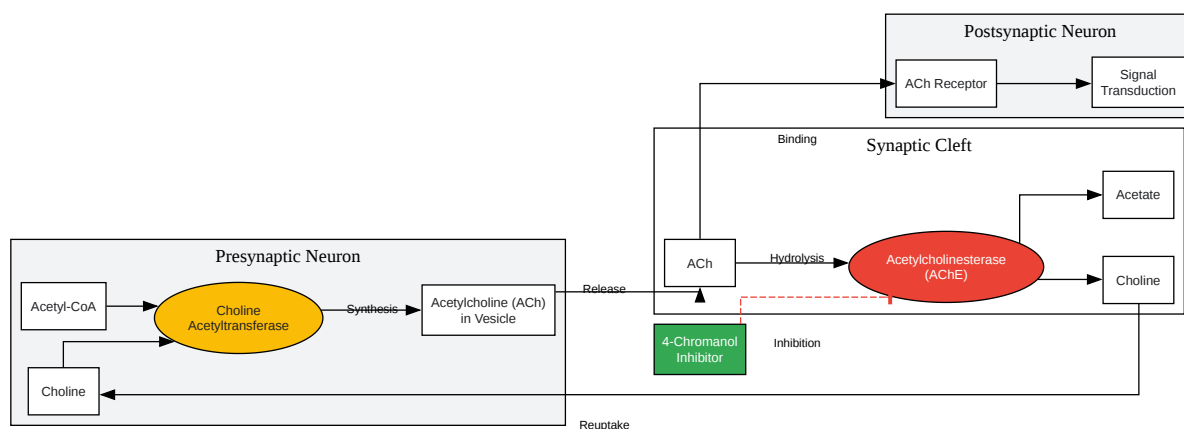 Postsynaptic Neuron
ACh Receptor
Signal
Transduction
Binding
Synaptic Cleft
Acetate
ACh
Hydrolysis
Acetylcholinesterase
(AChE)
Choline
Presynaptic Neuron
Acetyl-CoA
Choline
Acetyltransferase
Synthesis
Acetylcholine (ACh)
in Vesicle
Release
4-Chromanol
Inhibitor
Inhibition
Choline
Reuptake